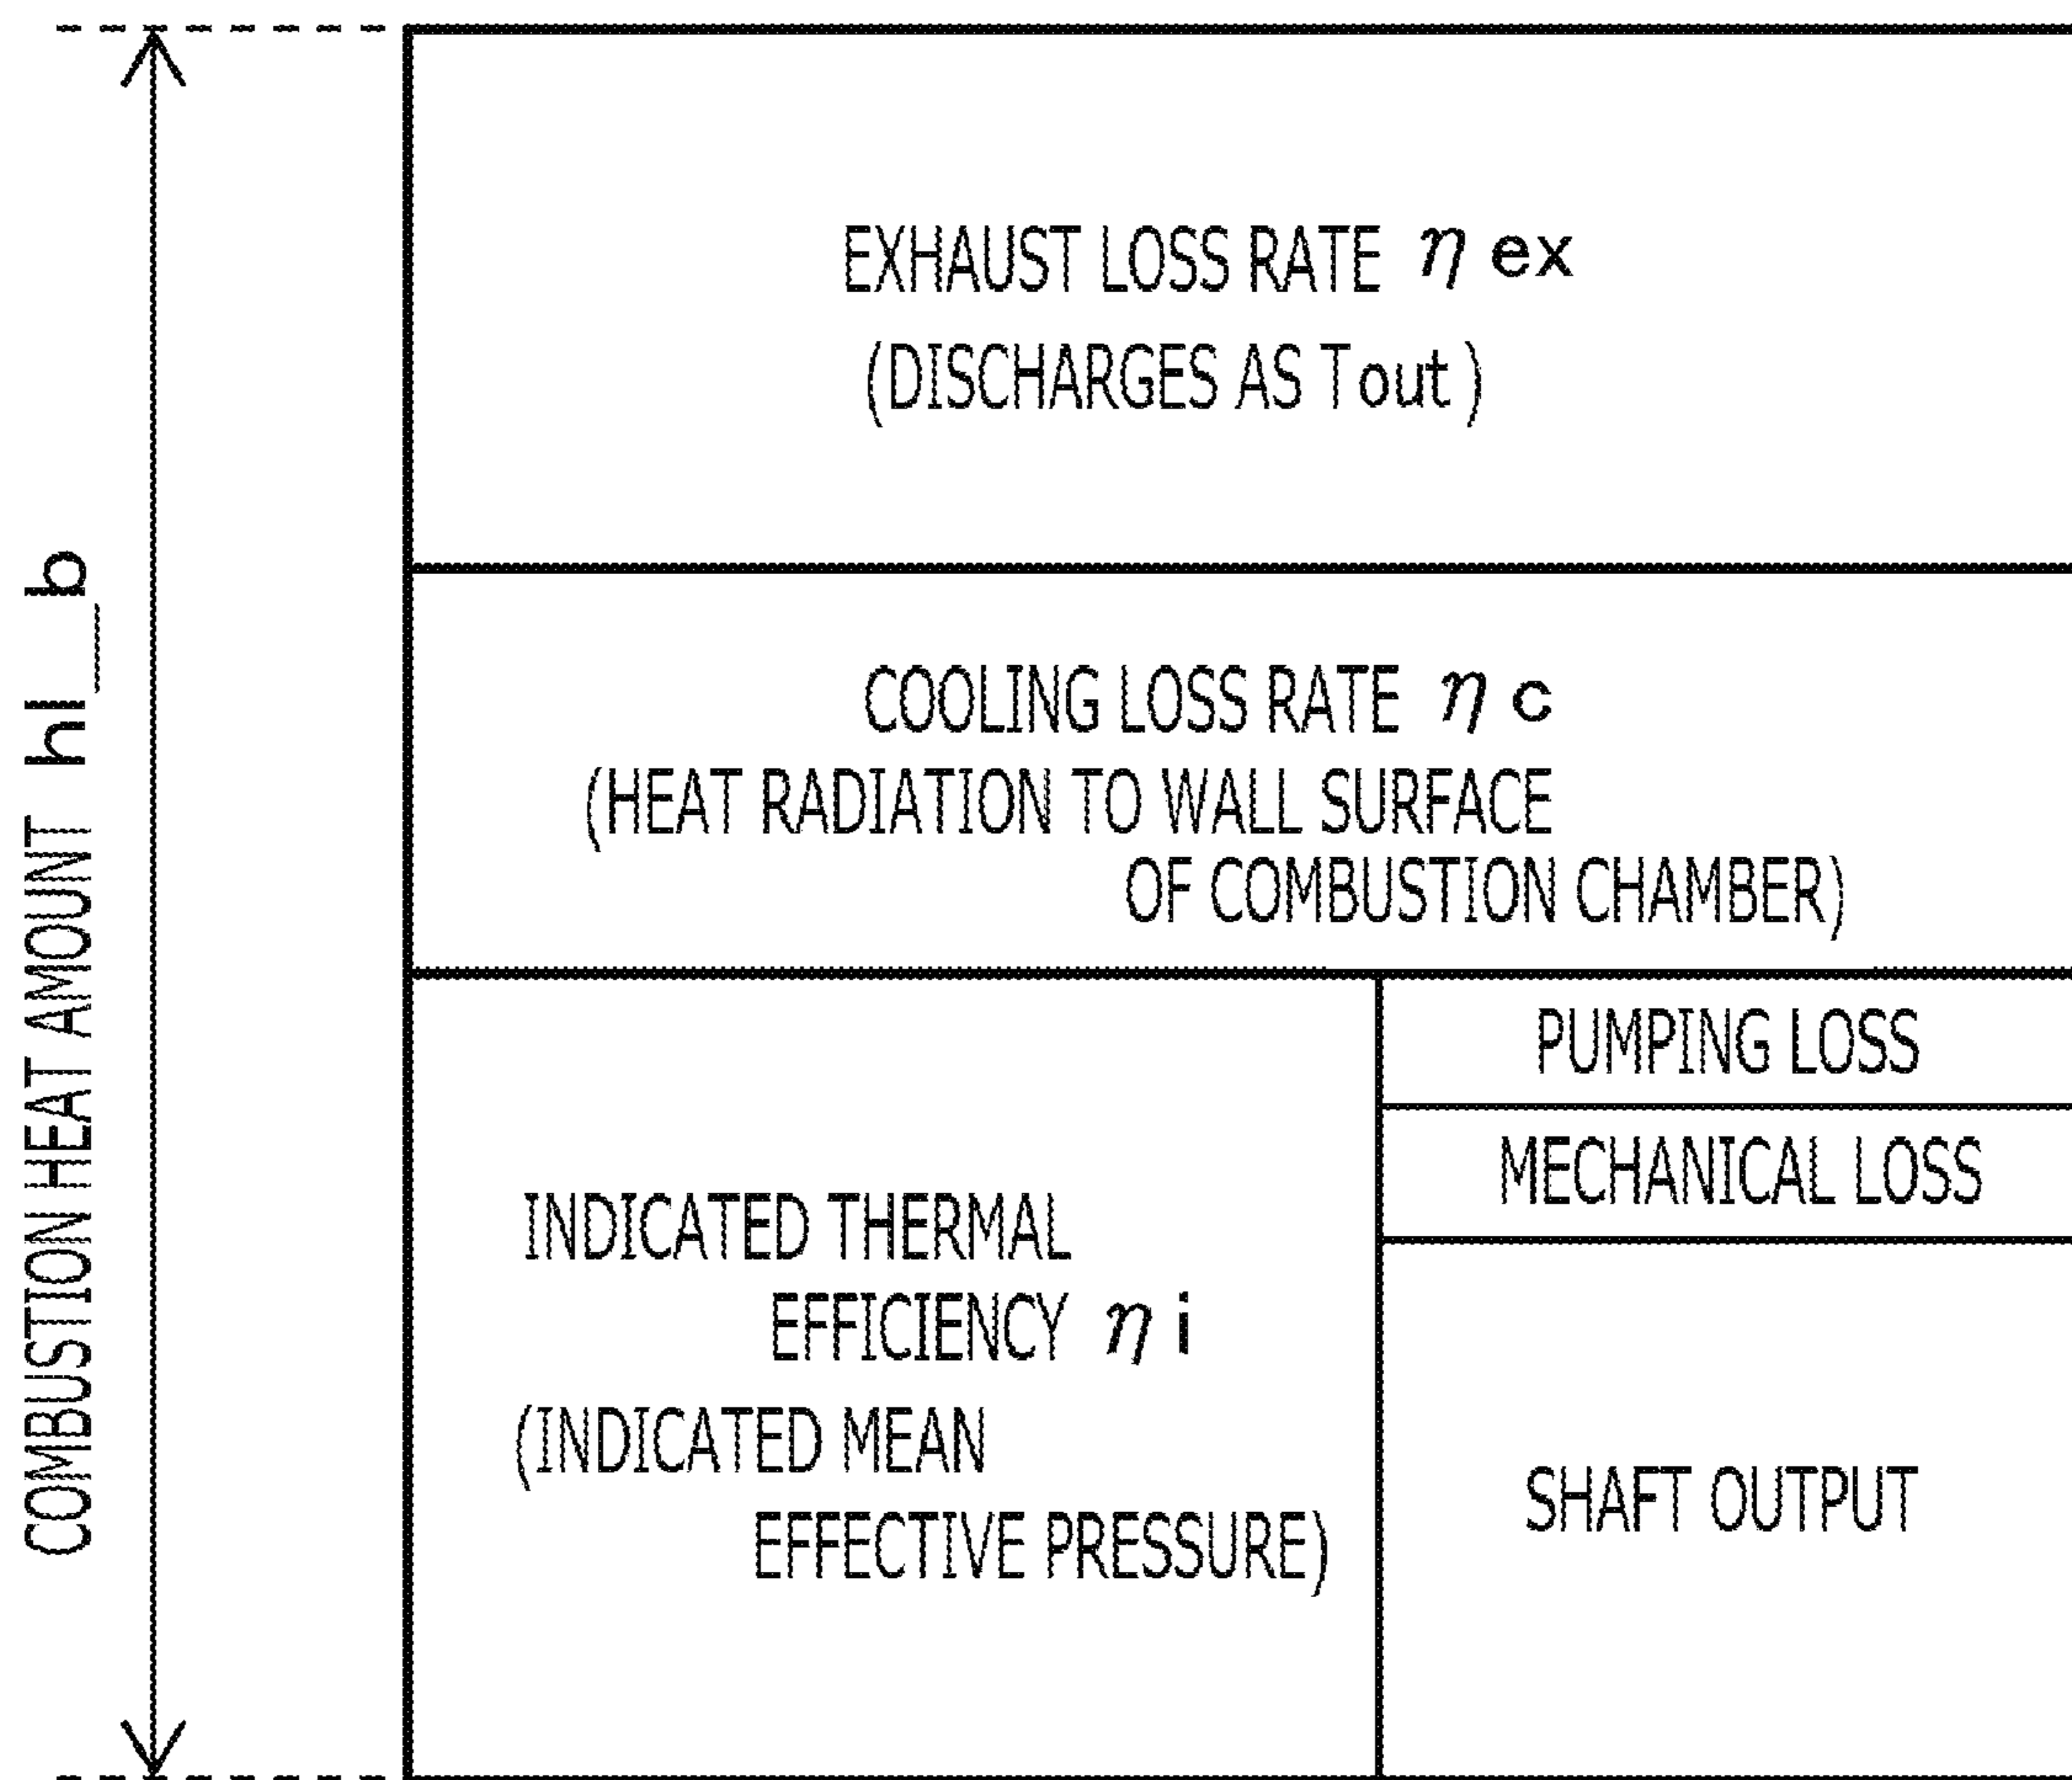 COMBUSTION HEAT AMOUNT hl_b
EXHAUST LOSS RATE η ex
(DISCHARGES AS Tout)
COOLING LOSS RATE η c
(HEAT RADIATION TO WALL SURFACE
OF COMBUSTION CHAMBER)
INDICATED THERMAL
EFFICIENCY η i
(INDICATED MEAN
EFFECTIVE PRESSURE)
PUMPING LOSS
MECHANICAL LOSS
SHAFT OUTPUT